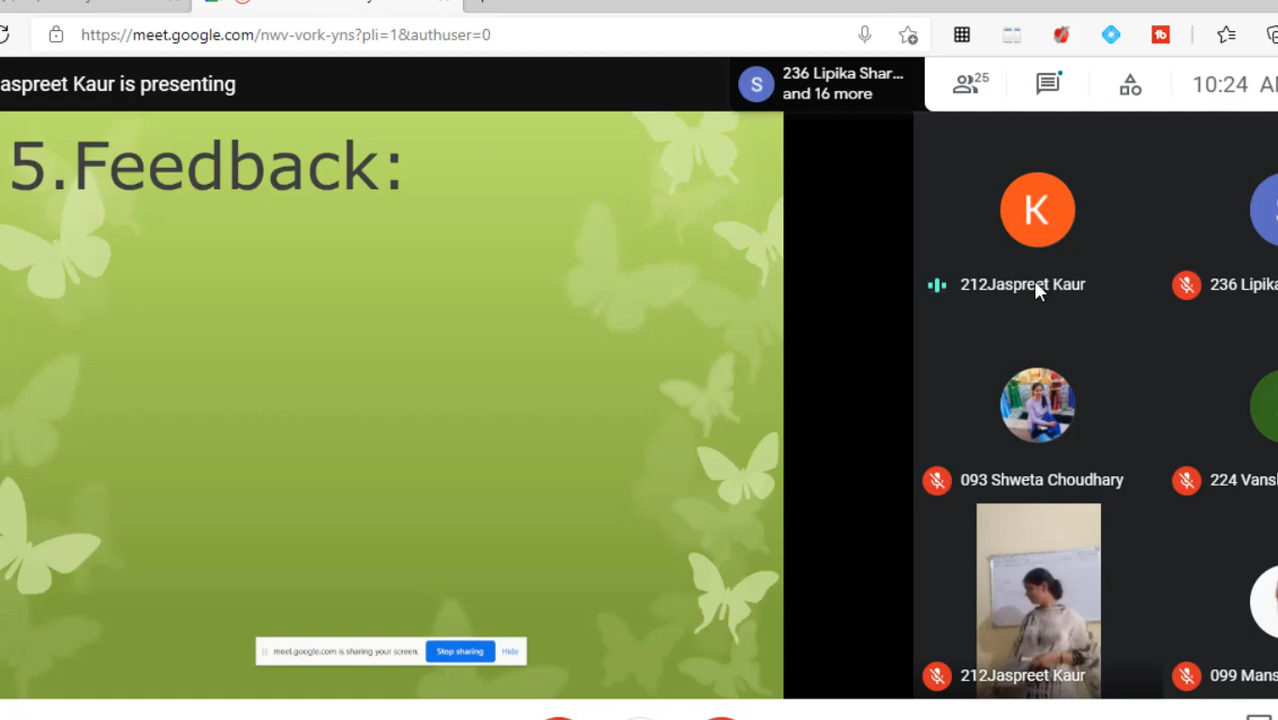 https://meet.google.com/nwv-vork-yns?pli=1&authuser=0
aspreet Kaur is presenting
S
236 Lipika Shar...
and 16 more
25
10:24 A
5.Feedback:
K
212Jaspreet Kaur
236 Lipika
093 Shweta Choudhary
224 Vansh
meet.google.com is sharing your screen.
Stop sharing
Hide
212Jaspreet Kaur
099 Mans